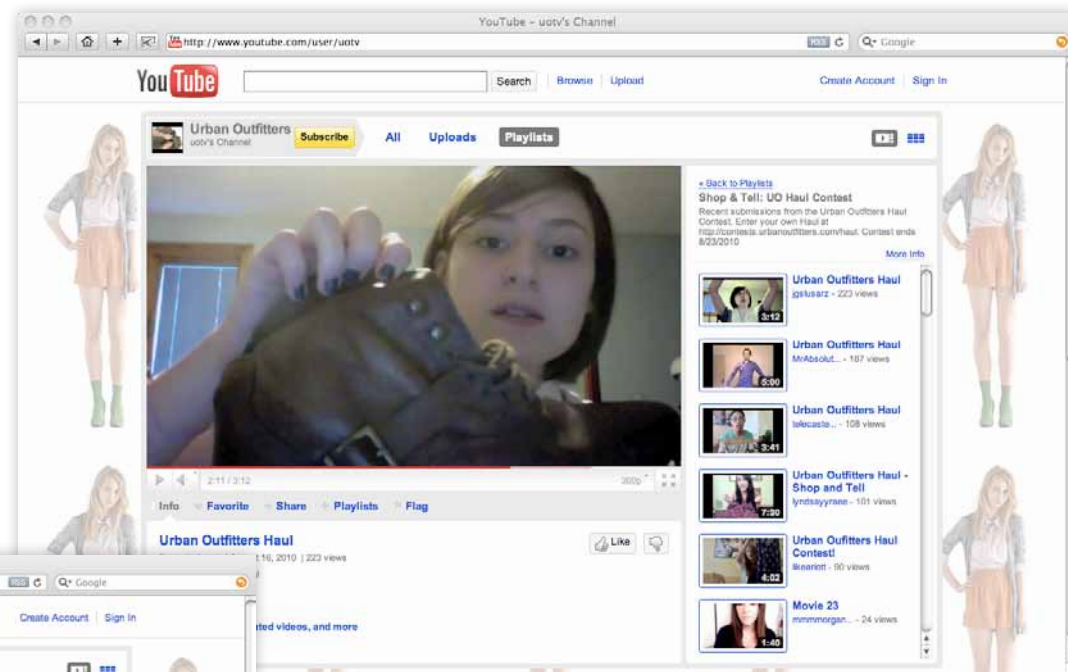 YouTube – uotv's Channel
http://www.youtube.com/user/uotv
RSS
Google
YouTube
Search
Browse
Upload
Create Account
Sign In
Urban Outfitters
uotv's Channel
Subscribe
All
Uploads
Playlists
« Back to Playlists
Shop & Tell: UO Haul Contest
Recent submissions from the Urban Outfitters Haul
Contest. Enter your own Haul at
http://contests.urbanoutfitters.com/haul. Contest ends
8/23/2010
More Info
Urban Outfitters Haul
jgslusarz - 223 views
3:12
Urban Outfitters Haul
MrAbsolut... - 187 views
5:00
Urban Outfitters Haul
telecaste... - 108 views
3:41
Urban Outfitters Haul -
Shop and Tell
lyndsayyrane - 101 views
7:30
Urban Outfitters Haul
Contest!
90 views
4:02
Movie 23
mmmmorgan... - 24 views
1:40
2:11 / 3:12
360p
Info
Favorite
Share
Playlists
Flag
Urban Outfitters Haul
16, 2010 | 223 views
Like
videos, and more
RSS
Google
Create Account
Sign In